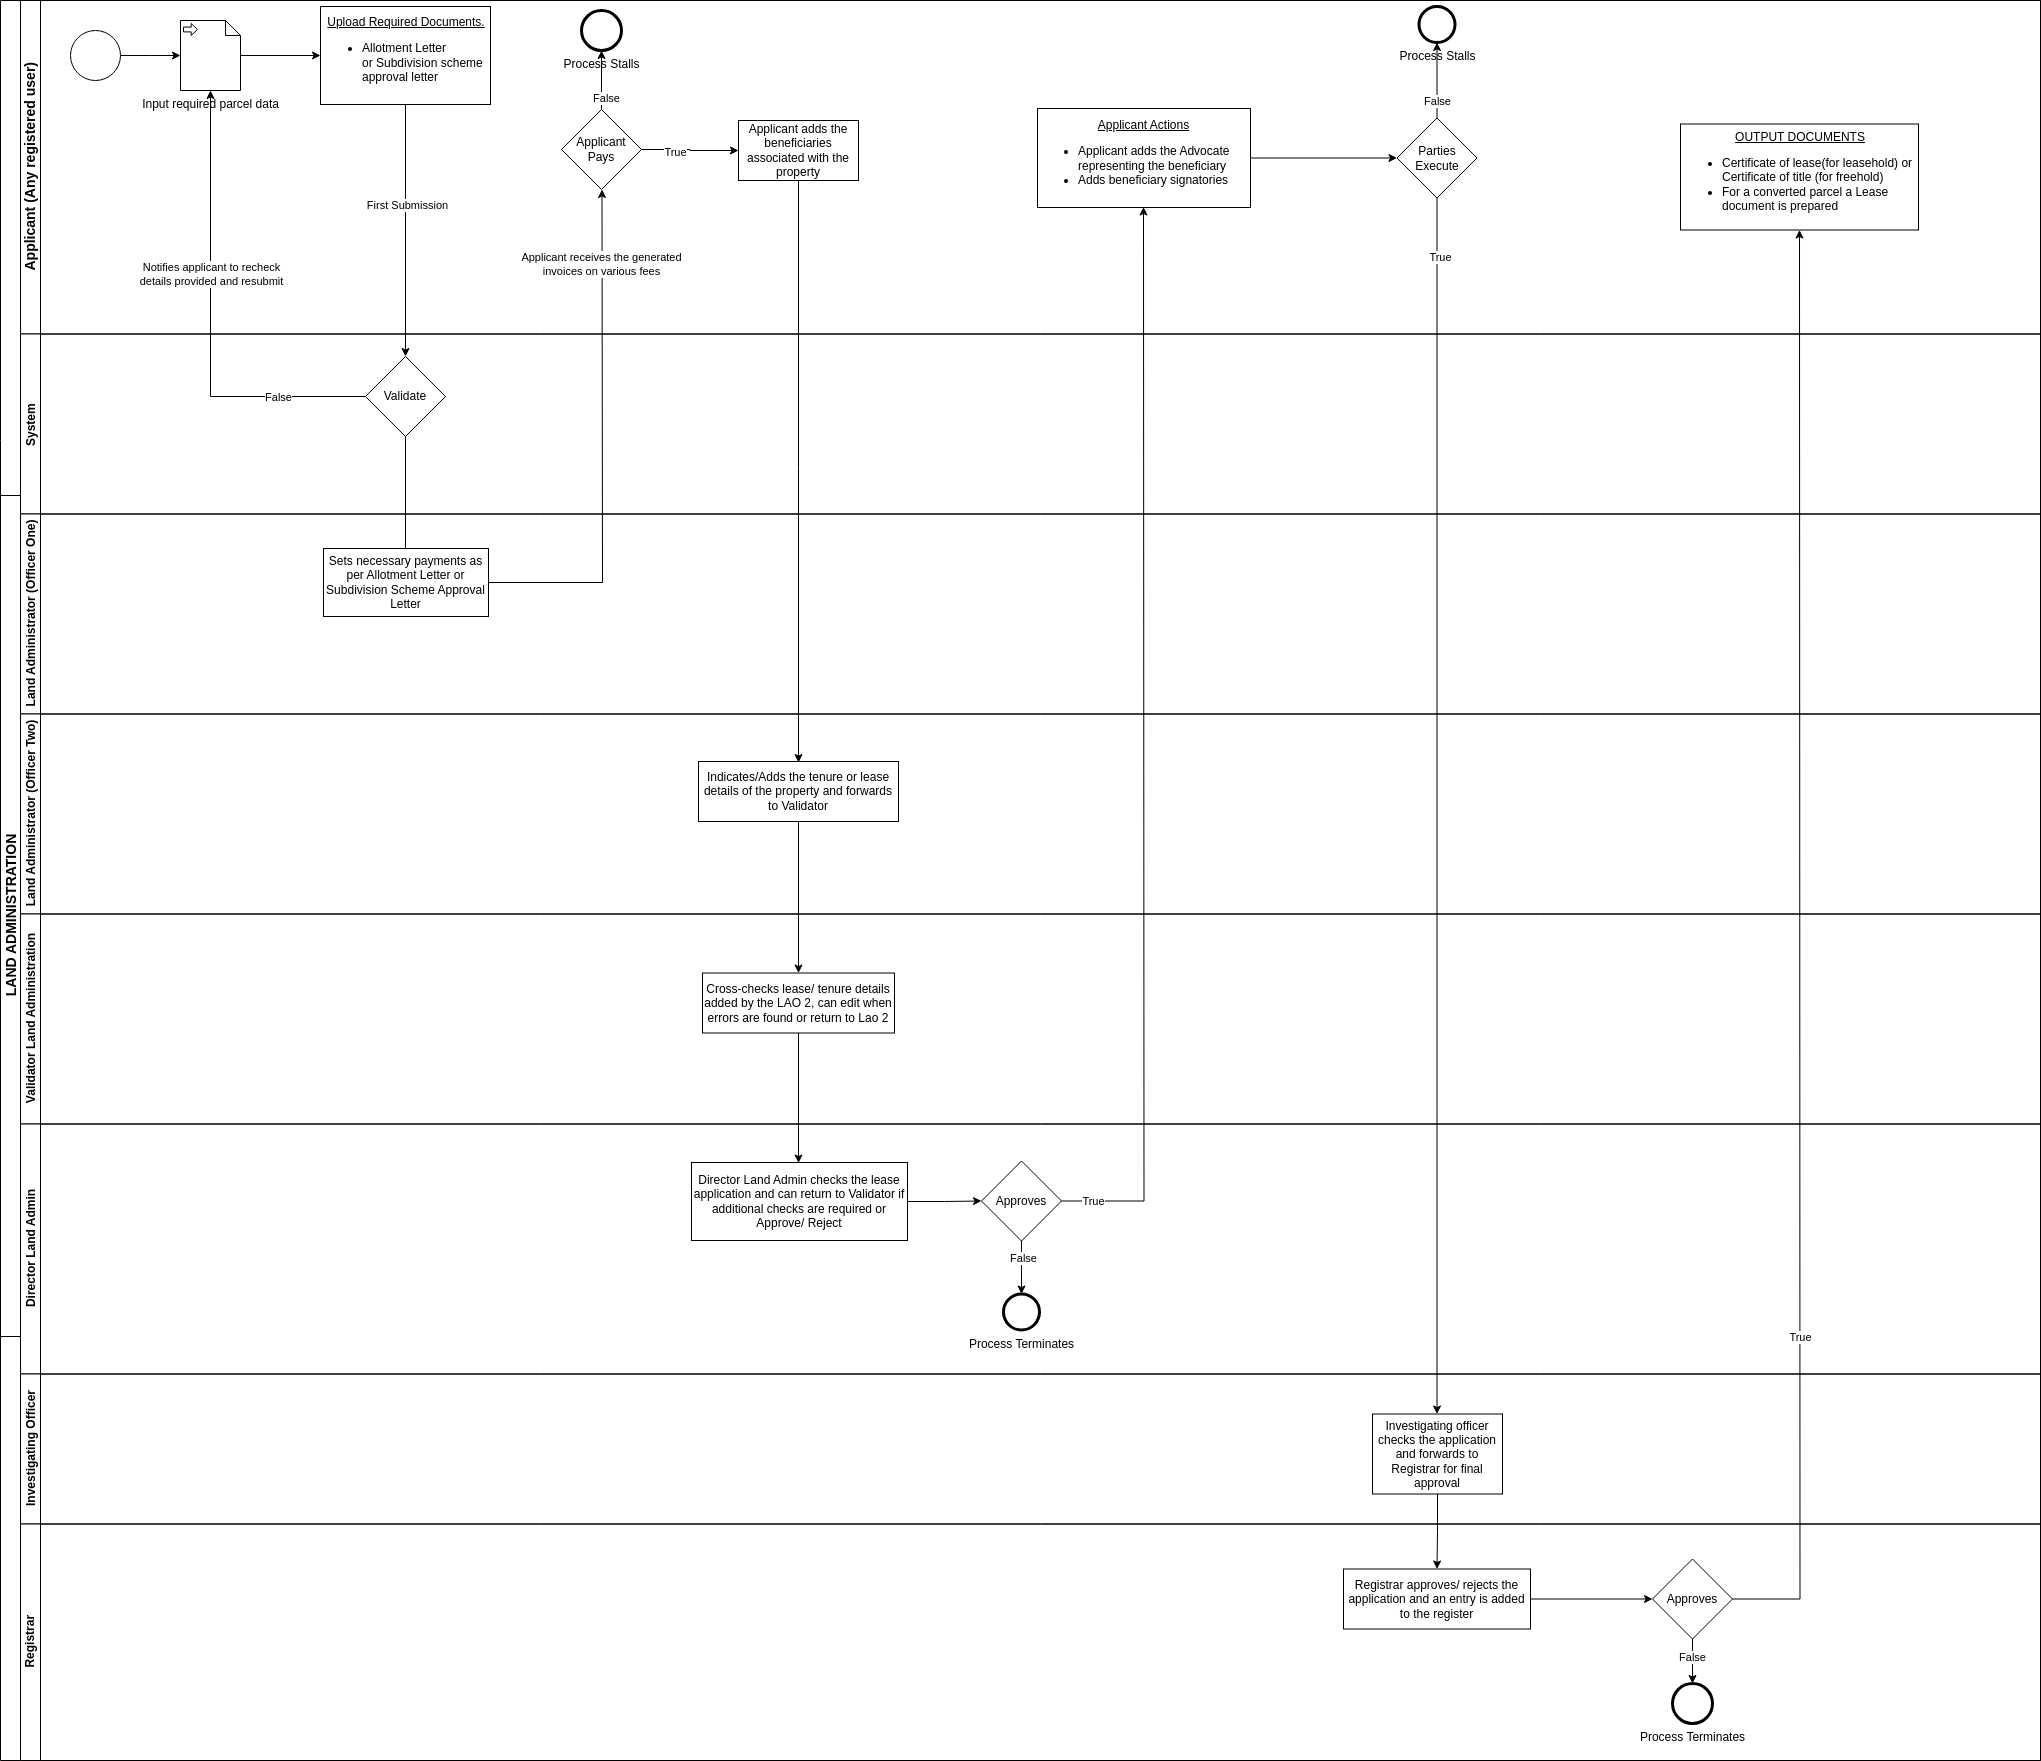 LAND ADMINISTRATION
Applicant (Any registered user)
Input required parcel data
Upload Required Documents.
Allotment Letter
or Subdivision scheme
approval letter
First Submission
Notifies applicant to recheck
details provided and resubmit
Process Stalls
False
Applicant
Pays
True
Applicant receives the generated
invoices on various fees
Applicant adds the
beneficiaries
associated with the
property
Applicant Actions
Applicant adds the Advocate
representing the beneficiary
Adds beneficiary signatories
Process Stalls
False
Parties
Execute
True
OUTPUT DOCUMENTS
Certificate of lease(for leasehold) or
Certificate of title (for freehold)
For a converted parcel a Lease
document is prepared
System
Validate
False
Land Administrator (Officer One)
Sets necessary payments as
per Allotment Letter or
Subdivision Scheme Approval
Letter
Land Administrator (Officer Two)
Indicates/Adds the tenure or lease
details of the property and forwards
to Validator
Validator Land Administration
Cross-checks lease/ tenure details
added by the LAO 2, can edit when
errors are found or return to Lao 2
Director Land Admin
Director Land Admin checks the lease
application and can return to Validator if
additional checks are required or
Approve/ Reject
Approves
True
False
Process Terminates
True
Investigating Officer
Investigating officer
checks the application
and forwards to
Registrar for final
approval
Registrar
Registrar approves/ rejects the
application and an entry is added
to the register
Approves
False
Process Terminates